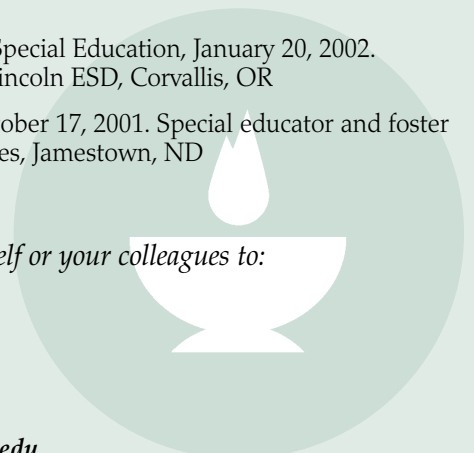 Special Education, January 20, 2002.
incoln ESD, Corvallis, OR
ober 17, 2001. Special educator and foster
es, Jamestown, ND
elf or your colleagues to:
edu